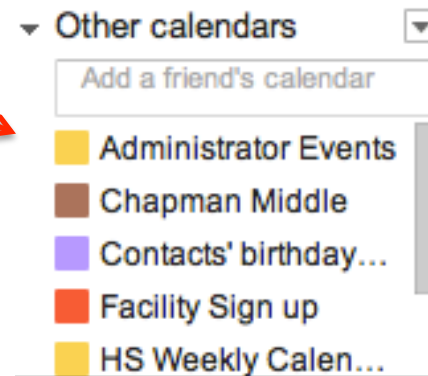 Other calendars
Add a friend's calendar
Administrator Events
Chapman Middle
Contacts' birthday...
Facility Sign up
HS Weekly Calen...